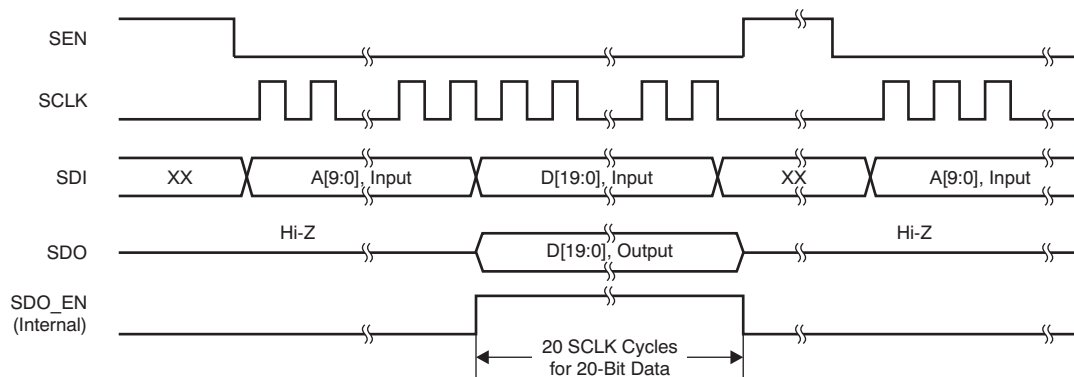 SEN
SCLK
SDI
XX
A[9:0], Input
D[19:0], Input
XX
A[9:0], Input
SDO
Hi-Z
D[19:0], Output
Hi-Z
SDO_EN
(Internal)
20 SCLK Cycles
for 20-Bit Data